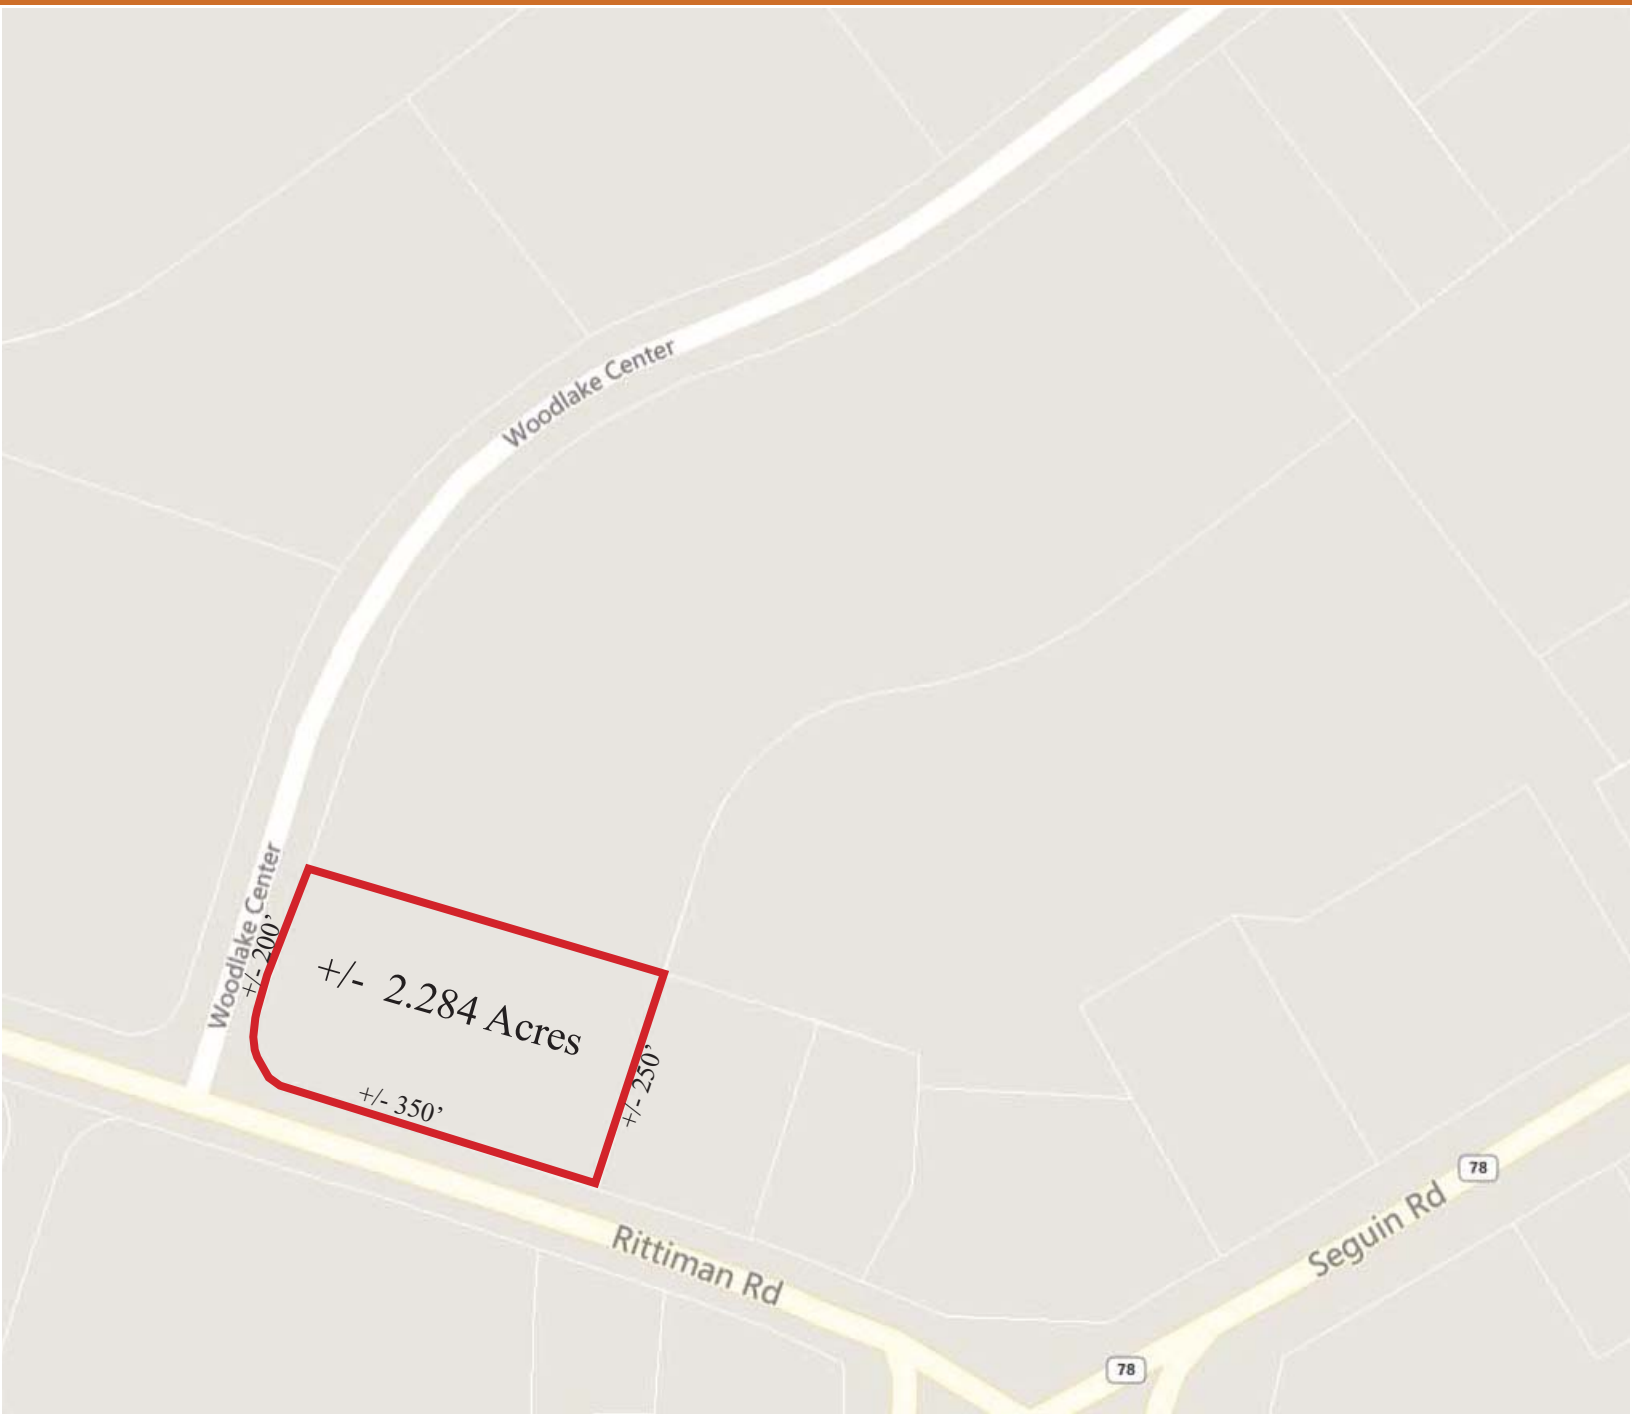 Woodlake Center
Woodlake Center
+/- 200’
+/-  2.284 Acres
+/- 350’
+/- 250’
Rittiman Rd
78
Seguin Rd
78